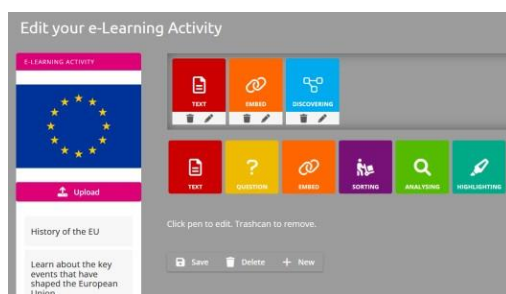 Edit your e-Learning Activity
E-LEARNING ACTIVITY
TEXT
EMBED
DISCOVERING
TEXT
QUESTION
EMBED
SORTING
ANALYSING
HIGHLIGHTING
Upload
Click pen to edit. Trashcan to remove.
History of the EU
Save
Delete
New
Learn about the key
events that have
shaped the European
Union